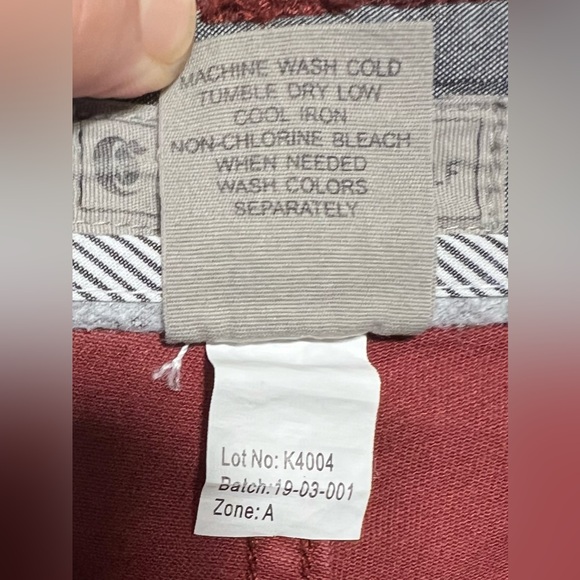 MACHINE WASH COLD
TUMBLE DRY LOW
COOL IRON
NON-CHLORINE BLEACH
WHEN NEEDED
WASH COLORS
SEPARATELY
Lot No: K4004
Batch: 19-03-001
Zone: A